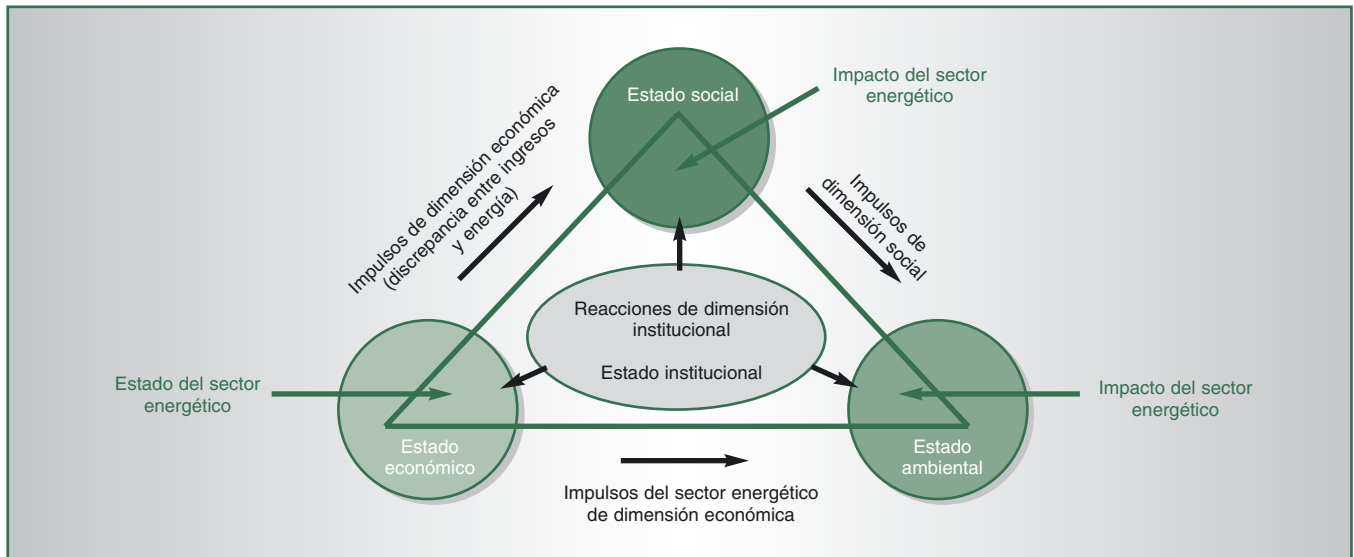 Estado social
Impacto del sector
energético
Impulsos de dimensión económica
(discrepancia entre ingresos
y energía)
Impulsos de
dimensión social
Reacciones de dimensión
institucional
Estado institucional
Estado del sector
energético
Impacto del sector
energético
Estado
económico
Estado
ambiental
Impulsos del sector energético
de dimensión económica